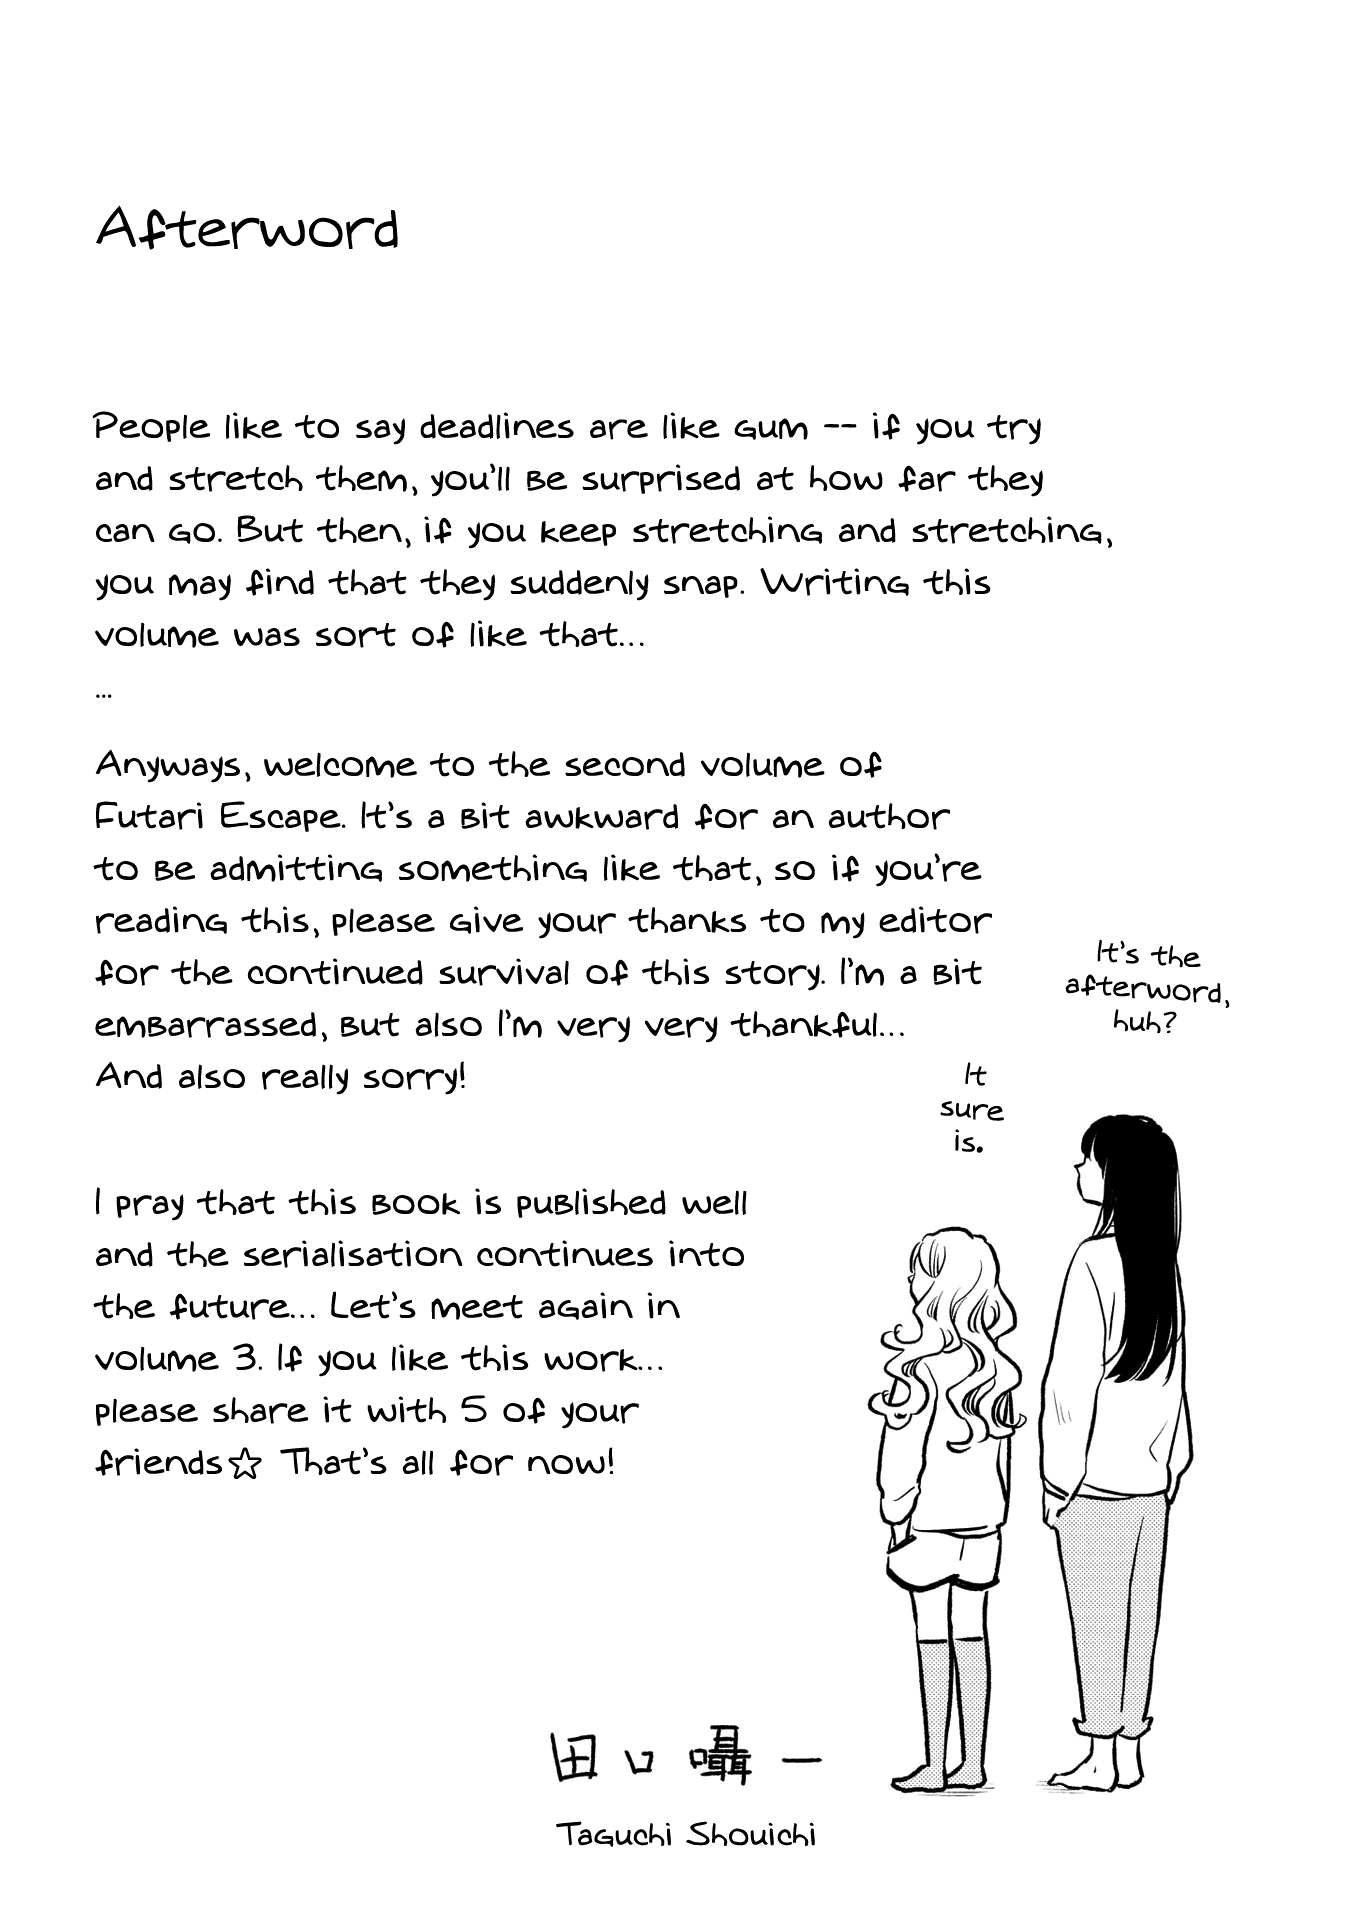 Afterword
People like to say deadlines are like gum -- if you try
and stretch them, you'll be surprised at how far they
can go. But then, if you keep stretching and stretching,
you may find that they suddenly snap. Writing this
volume was sort of like that...
...
Anyways, welcome to the second volume of
Futari Escape. It's a bit awkward for an author
to be admitting something like that, so if you're
reading this, please give your thanks to my editor
for the continued survival of this story. I'm a bit
embarrassed, but also I'm very very thankful...
And also really sorry!
It's the
afterword,
huh?
It
sure
is.
I pray that this book is published well
and the serialisation continues into
the future... Let's meet again in
volume 3. If you like this work...
please share it with 5 of your
friends☆ That's all for now!
田口囁一
Taguchi Shouichi